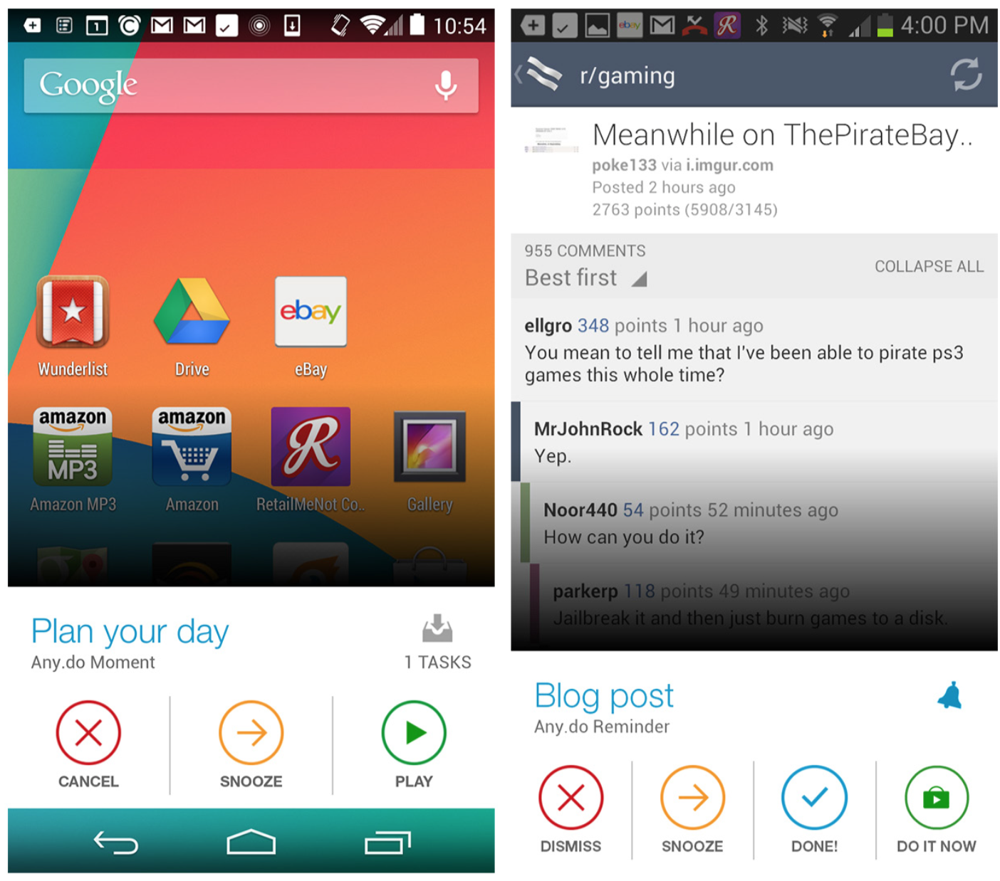 1
10:54
Google
Wunderlist
Drive
ebay
eBay
amazon
MP3
amazon
R
Amazon MP3
Amazon
RetailMeNot Co..
Gallery
Plan your day
Any.do Moment
1 TASKS
CANCEL
SNOOZE
PLAY
ebay
R
4:00 PM
r/gaming
Meanwhile on ThePirateBay..
poke133 via i.imgur.com
Posted 2 hours ago
2763 points (5908/3145)
955 COMMENTS
Best first
COLLAPSE ALL
ellgro 348 points 1 hour ago
You mean to tell me that I've been able to pirate ps3
games this whole time?
MrJohnRock 162 points 1 hour ago
Yep.
Noor440 54 points 52 minutes ago
How can you do it?
parkerp 118 points 49 minutes ago
Jailbreak it and then just burn games to a disk.
Blog post
Any.do Reminder
DISMISS
SNOOZE
DONE!
DO IT NOW